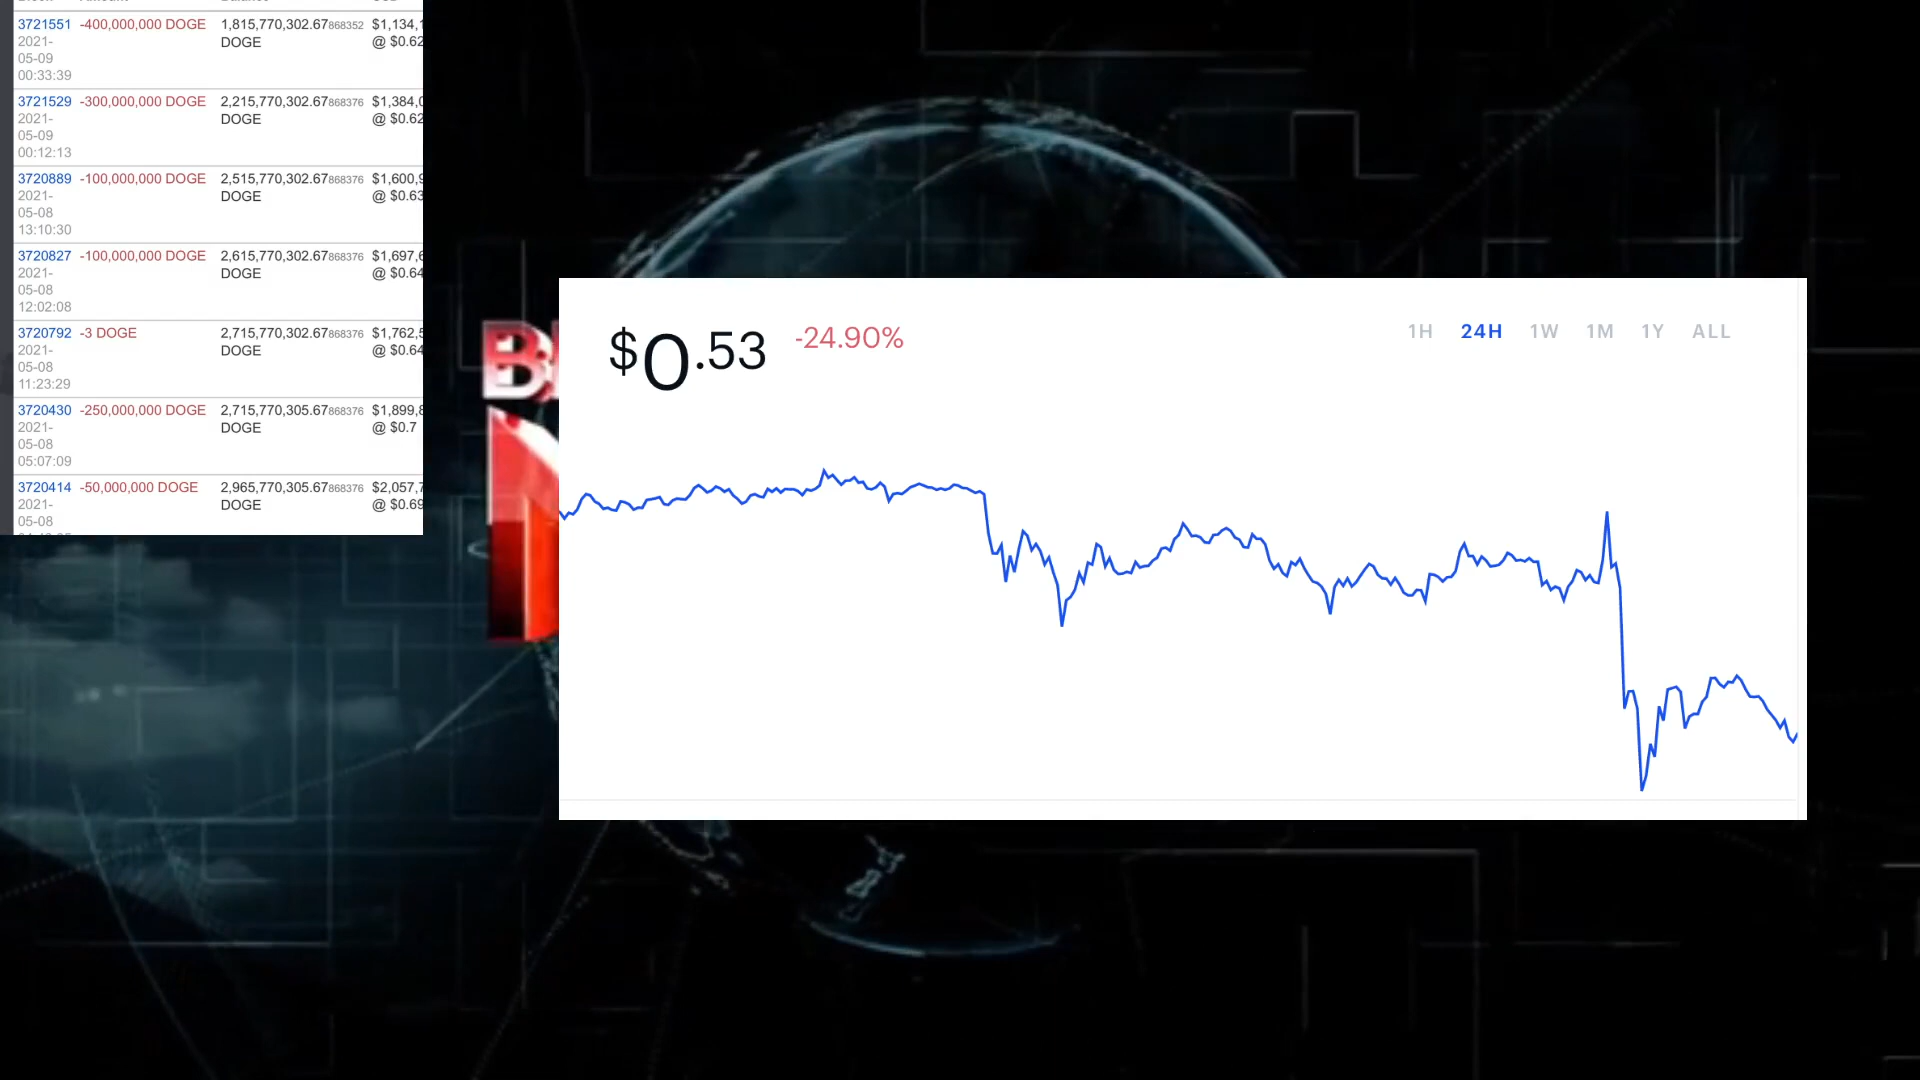 3721551 -400,000,000 DOGE 1,815,770,302.67868352 $1,134,1
2021- DOGE @ $0.62
05-09
00:33:39
3721529 -300,000,000 DOGE 2,215,770,302.67868376 $1,384,0
2021- DOGE @ $0.62
05-09
00:12:13
3720889 -100,000,000 DOGE 2,515,770,302.67868376 $1,600,9
2021- DOGE @ $0.63
05-08
13:10:30
3720827 -100,000,000 DOGE 2,615,770,302.67868376 $1,697,6
2021- DOGE @ $0.64
05-08
12:02:08
3720792 -3 DOGE 2,715,770,302.67868376 $1,762,5
2021- DOGE @ $0.64
05-08
11:23:29
3720430 -250,000,000 DOGE 2,715,770,305.67868376 $1,899,8
2021- DOGE @ $0.7
05-08
05:07:09
3720414 -50,000,000 DOGE 2,965,770,305.67868376 $2,057,7
2021- DOGE @ $0.69
05-08
$0.53 -24.90% 1H 24H 1W 1M 1Y ALL